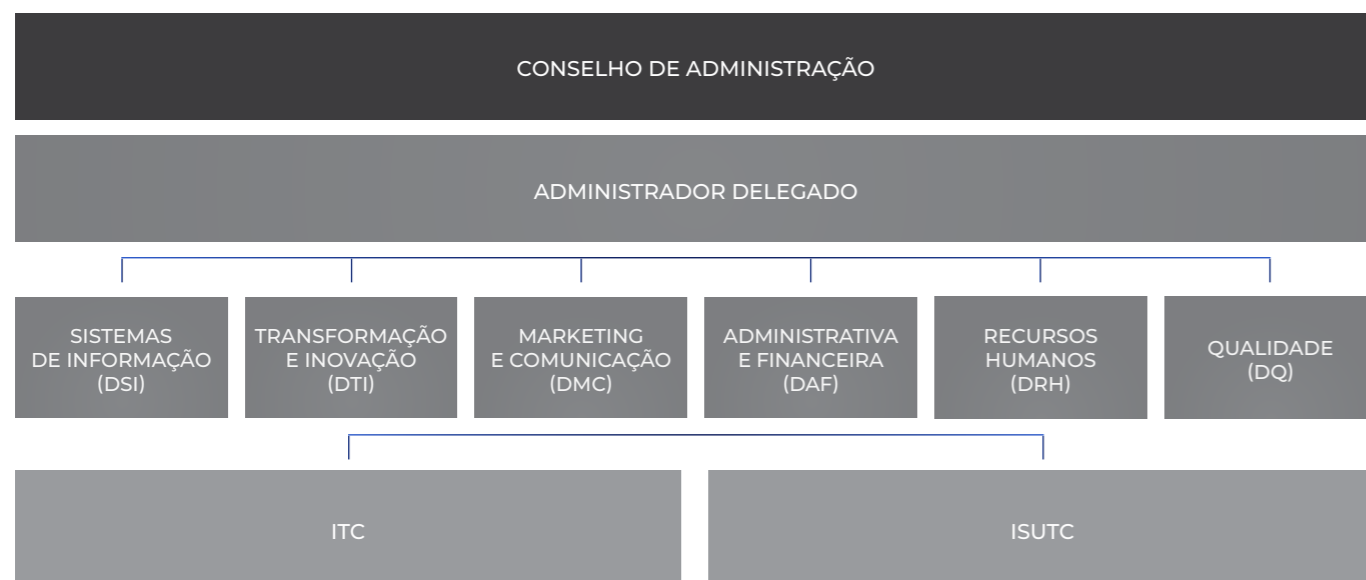 CONSELHO DE ADMINISTRAÇÃO
ADMINISTRADOR DELEGADO
SISTEMAS
DE INFORMAÇÃO
(DSI)
TRANSFORMAÇÃO
E INOVAÇÃO
(DTI)
MARKETING
E COMUNICAÇÃO
(DMC)
ADMINISTRATIVA
E FINANCEIRA
(DAF)
RECURSOS
HUMANOS
(DRH)
QUALIDADE
(DQ)
ITC
ISUTC